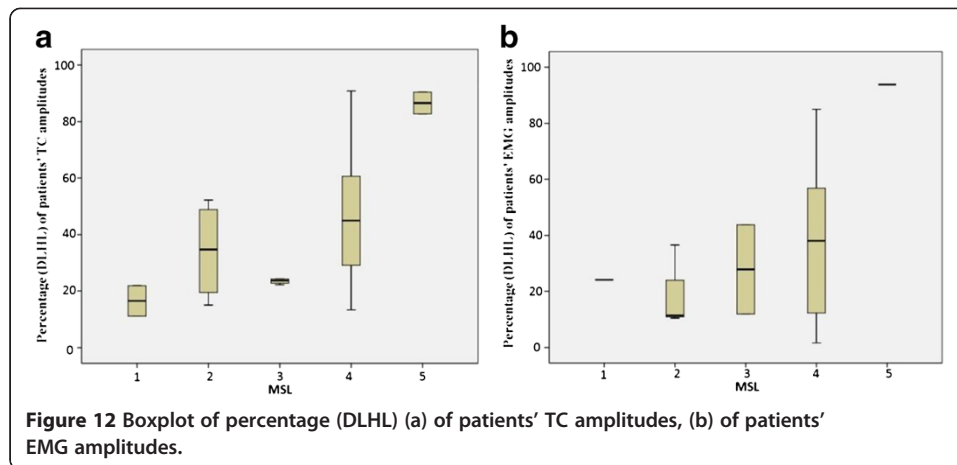 a
Percentage (DLHL) of patients' TC amplitudes
100
80
60
40
20
0
1 2 3 4 5
MSL
b
Percentage (DLHL) of patients' EMG amplitudes
100
80
60
40
20
0
1 2 3 4 5
MSL
Figure 12 Boxplot of percentage (DLHL) (a) of patients' TC amplitudes, (b) of patients'
EMG amplitudes.